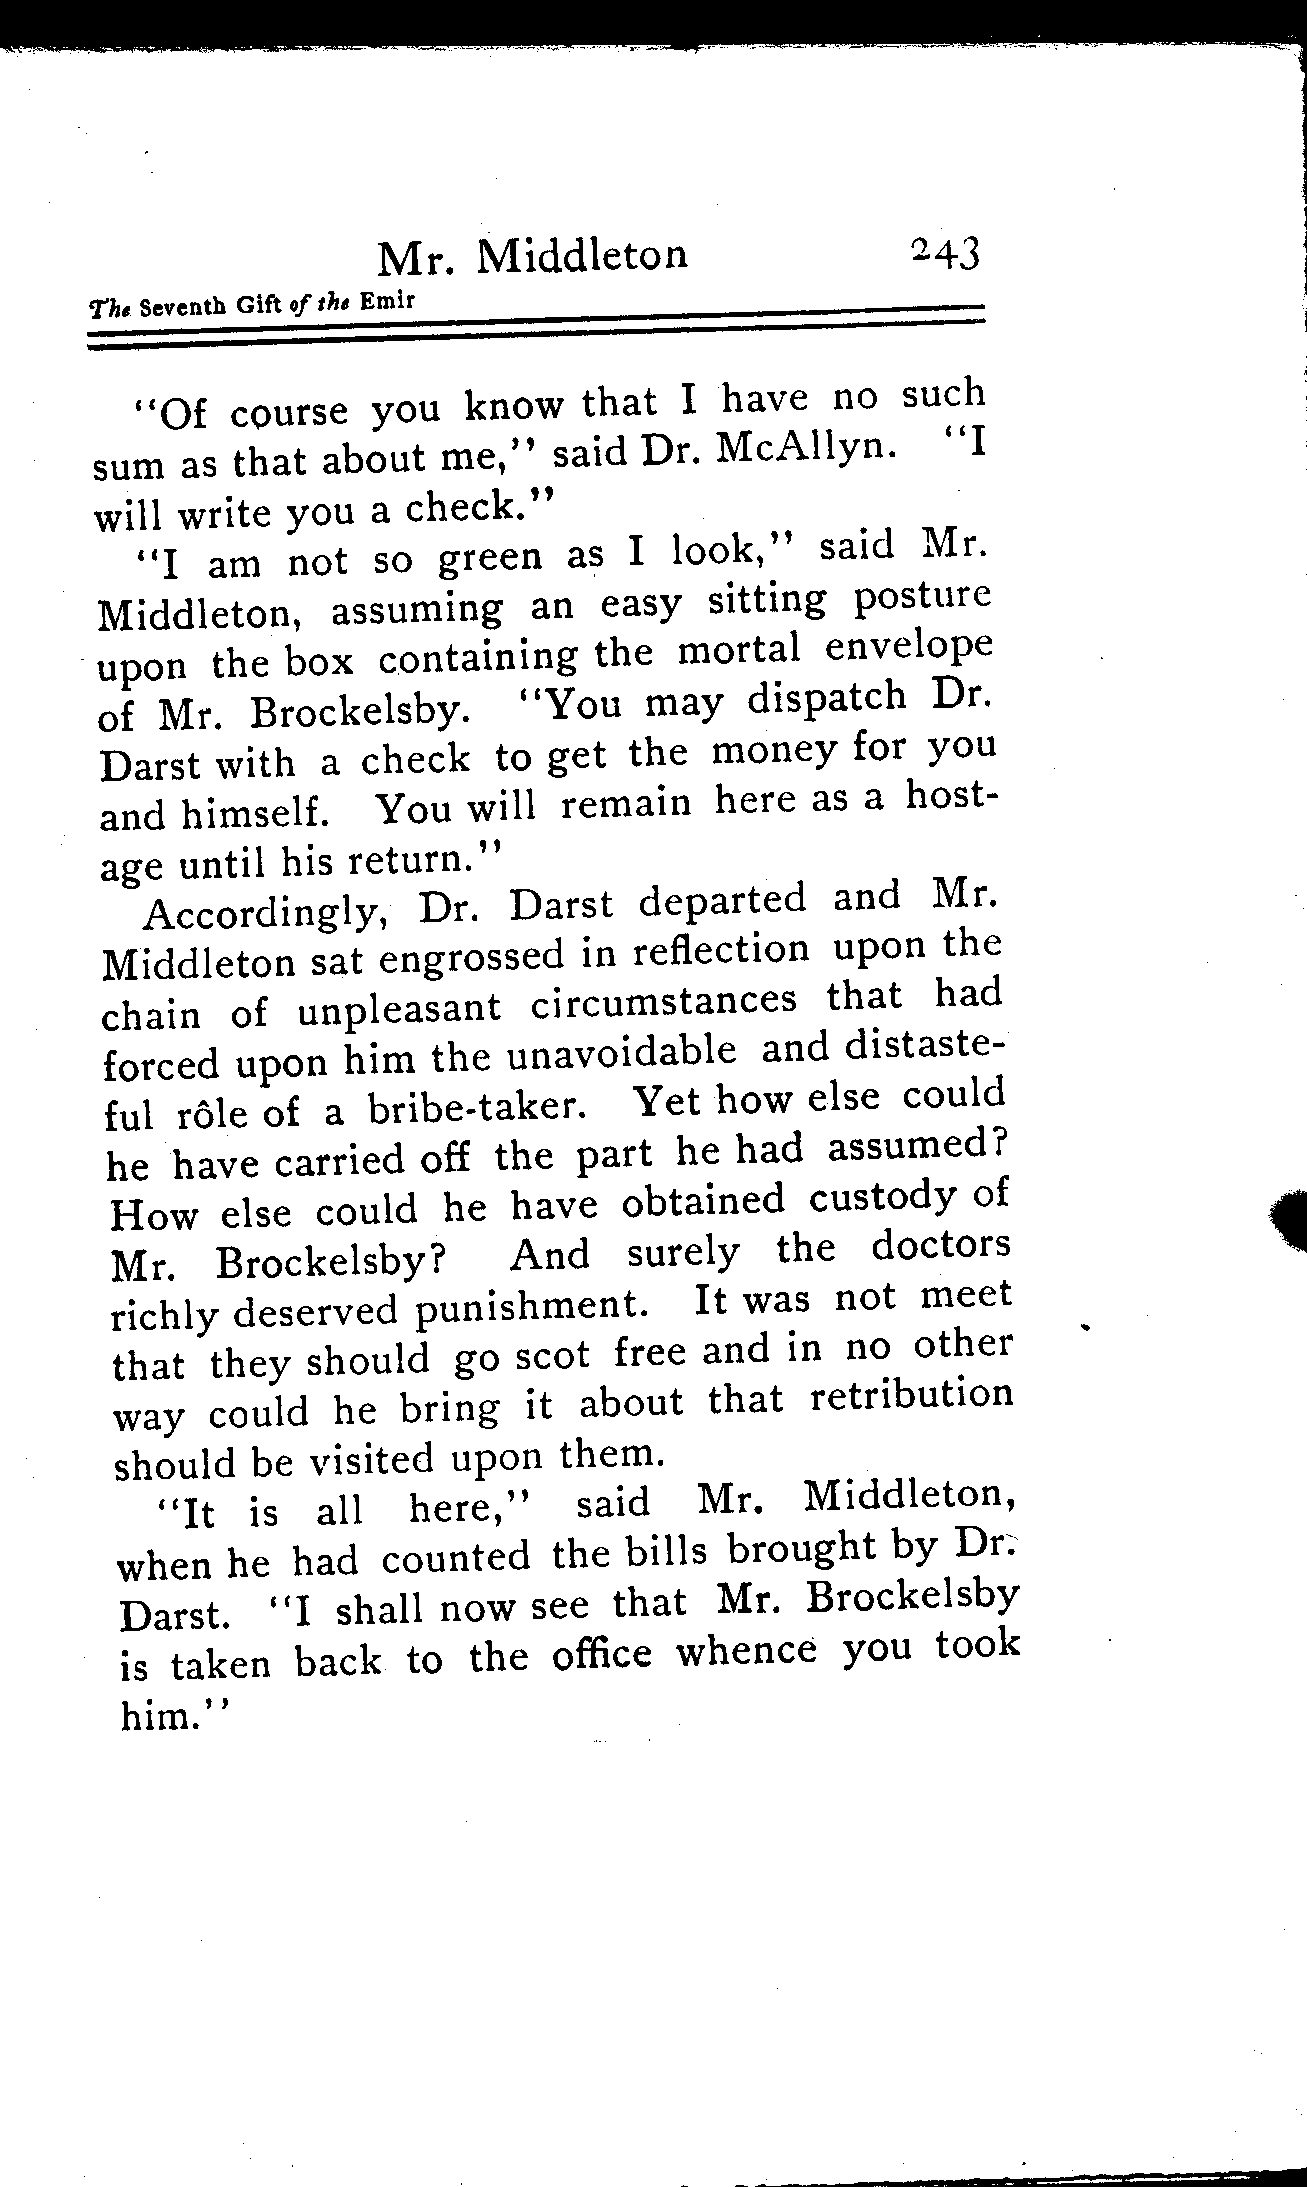 Mr. Middleton 243
The Seventh Gift of the Emir
"Of course you know that I have no such
sum as that about me," said Dr. McAllyn. "I
will write you a check."
"I am not so green as I look," said Mr.
Middleton, assuming an easy sitting posture
upon the box containing the mortal envelope
of Mr. Brockelsby. "You may dispatch Dr.
Darst with a check to get the money for you
and himself. You will remain here as a host-
age until his return."
Accordingly, Dr. Darst departed and Mr.
Middleton sat engrossed in reflection upon the
chain of unpleasant circumstances that had
forced upon him the unavoidable and distaste-
ful rôle of a bribe-taker. Yet how else could
he have carried off the part he had assumed?
How else could he have obtained custody of
Mr. Brockelsby? And surely the doctors
richly deserved punishment. It was not meet
that they should go scot free and in no other
way could he bring it about that retribution
should be visited upon them.
"It is all here," said Mr. Middleton,
when he had counted the bills brought by Dr.
Darst. "I shall now see that Mr. Brockelsby
is taken back to the office whence you took
him."